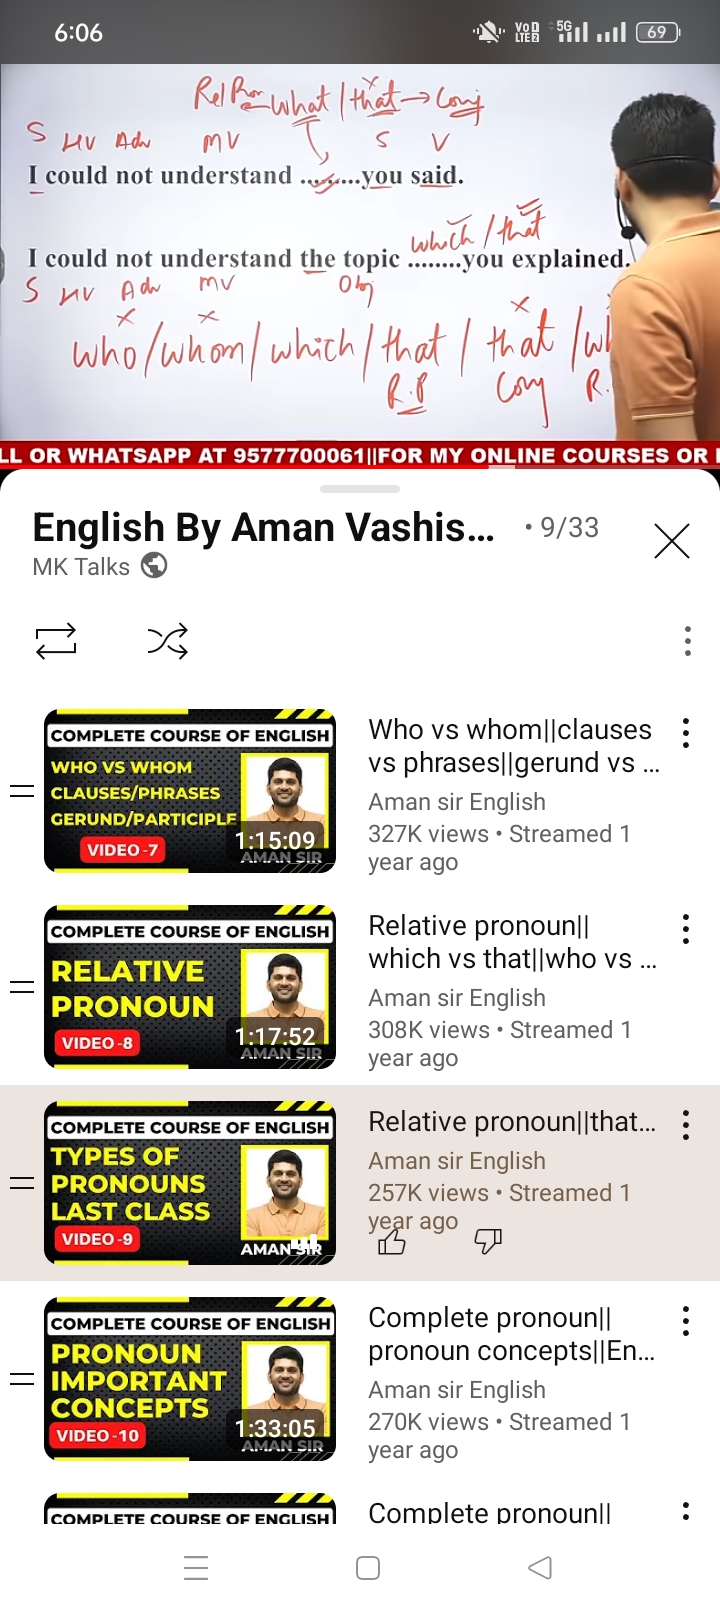 6:06
Vo 5G
LTE2 69
Rel Pron what / that → Conj
S HV Adv MV S V
I could not understand .........you said.
which / that
I could not understand the topic ........you explained.
S HV Adv MV Obj
who / whom / which / that / that /
R.P Conj R.
LL OR WHATSAPP AT 9577700061||FOR MY ONLINE COURSES OR
English By Aman Vashis... • 9/33
MK Talks
COMPLETE COURSE OF ENGLISH
WHO VS WHOM
CLAUSES/PHRASES
GERUND/PARTICIPLE
VIDEO-7
1:15:09
AMAN SIR
Who vs whom||clauses
vs phrases||gerund vs ...
Aman sir English
327K views • Streamed 1
year ago
COMPLETE COURSE OF ENGLISH
RELATIVE
PRONOUN
VIDEO-8
1:17:52
AMAN SIR
Relative pronoun||
which vs that||who vs ...
Aman sir English
308K views • Streamed 1
year ago
COMPLETE COURSE OF ENGLISH
TYPES OF
PRONOUNS
LAST CLASS
VIDEO-9
AMAN SIR
Relative pronoun||that...
Aman sir English
257K views • Streamed 1
year ago
COMPLETE COURSE OF ENGLISH
PRONOUN
IMPORTANT
CONCEPTS
VIDEO-10
1:33:05
AMAN SIR
Complete pronoun||
pronoun concepts||En...
Aman sir English
270K views • Streamed 1
year ago
COMPLETE COURSE OF ENGLISH
Complete pronoun||